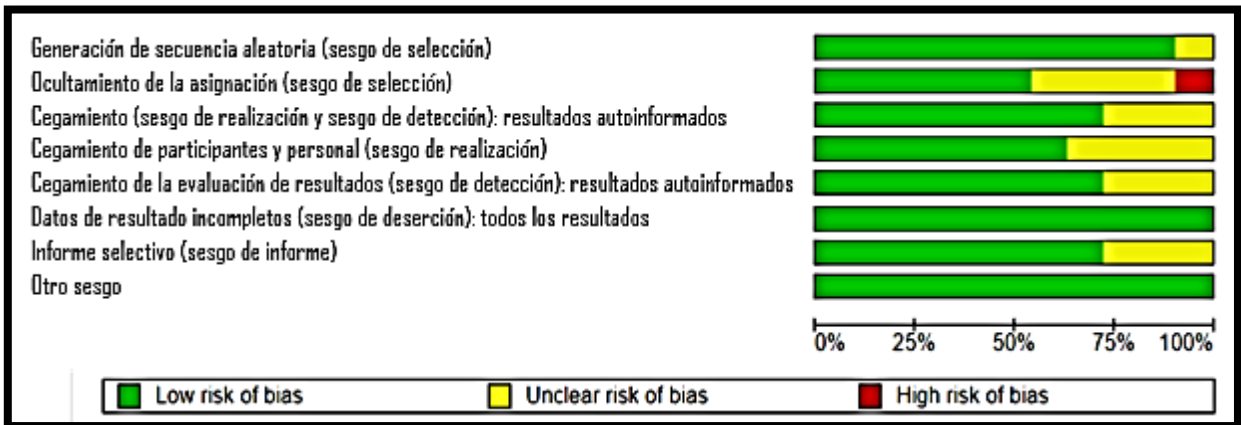 Generación de secuencia aleatoria (sesgo de selección)
Ocultamiento de la asignación (sesgo de selección)
Cegamiento (sesgo de realización y sesgo de detección): resultados autoinformados
Cegamiento de participantes y personal (sesgo de realización)
Cegamiento de la evaluación de resultados (sesgo de detección): resultados autoinformados
Datos de resultado incompletos (sesgo de deserción): todos los resultados
Informe selectivo (sesgo de informe)
Otro sesgo
0% 25% 50% 75% 100%
Low risk of bias Unclear risk of bias High risk of bias